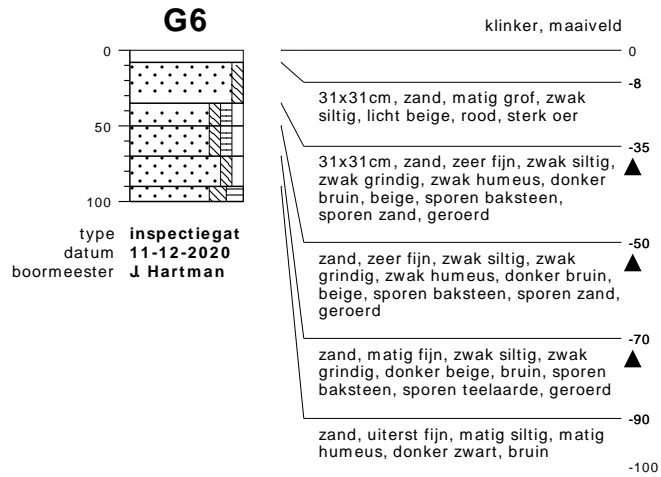 G6
klinker, maaiveld
0
0
-8
31x31cm, zand, matig grof, zwak
siltig, licht beige, rood, sterk oer
-35
31x31cm, zand, zeer fijn, zwak siltig,
zwak grindig, zwak humeus, donker
bruin, beige, sporen baksteen,
sporen zand, geroerd
50
100
type inspectiegat
datum 11-12-2020
boormeester J. Hartman
-50
zand, zeer fijn, zwak siltig, zwak
grindig, zwak humeus, donker bruin,
beige, sporen baksteen, sporen zand,
geroerd
-70
zand, matig fijn, zwak siltig, zwak
grindig, donker beige, bruin, sporen
baksteen, sporen teelaarde, geroerd
-90
zand, uiterst fijn, matig siltig, matig
humeus, donker zwart, bruin
-100